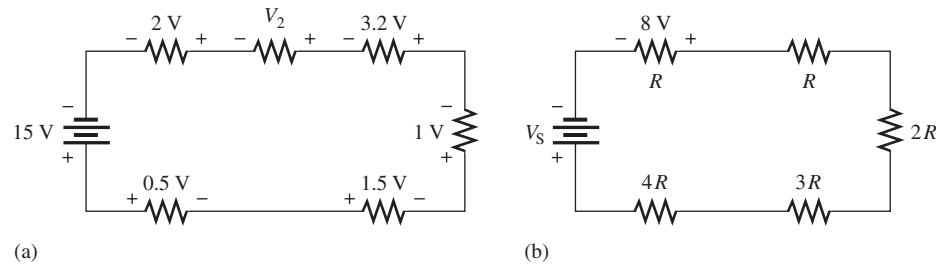 2 V V₂ 3.2 V 8 V
− + − + − + − +
R R
− − −
15 V 1 V V_S 2R
+ + +
0.5 V 1.5 V 4R 3R
+ − + −
(a) (b)